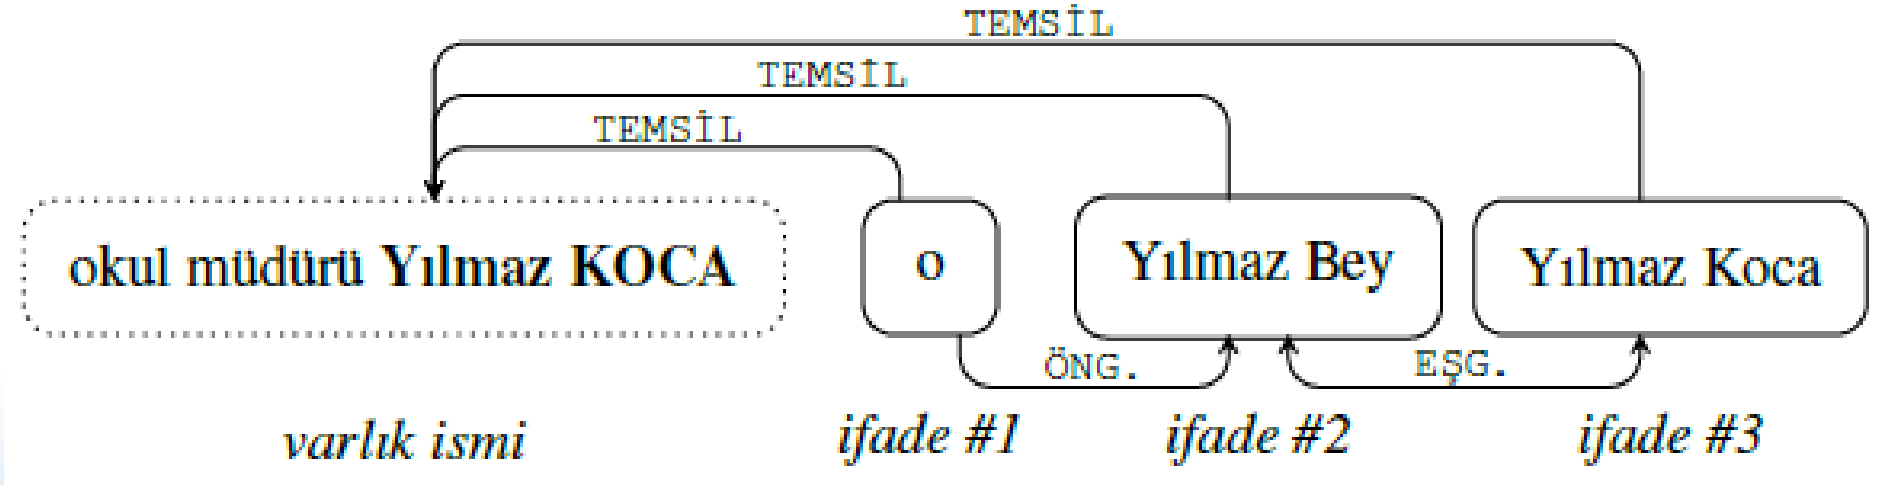 TEMSİL
TEMSİL
TEMSİL
okul müdürü Yılmaz KOCA
o
Yılmaz Bey
Yılmaz Koca
ÖNG.
EŞG.
varlık ismi
ifade #1
ifade #2
ifade #3